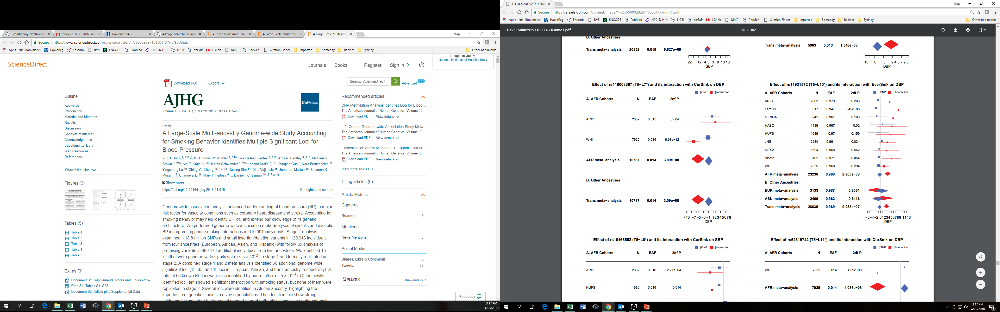 Evolutionary Nephrology
Inbox (7,063) - arb63@c
HaploReg v4.1
A Large-Scale Multi-ance
A Large-Scale Multi-ance
A Large-Scale Multi-ance
A Large-Scale Multi-ance
Amy
Secure | https://www.sciencedirect.com/science/article/pii/S000292971830017X?via%3Dihub
Apps Bookmarks HaploReg Ensembl RVS ENCODE PubMed HPC @ NIH NCBI dbGaP LDlink MMP PheGenI Citation Finder Imported Someday Recipes Sydney Other bookmarks
ScienceDirect
Journals Books Register Sign in
Brought to you by:
National Institutes of Health Library
Download PDF Export
Search ScienceDirect Advanced new
Outline
Keywords
Introduction
Material and Methods
Results
Discussion
Conflicts of Interest
Acknowledgments
Supplemental Data
Web Resources
References
Show full outline
Figures (3)
Tables (5)
Table 1
Table 2
Table 3
Table 4
Table 5
Extras (3)
Document S1. Supplemental Notes and Figures S1–...
Data S1. Tables S1–S28
Document S2. Article plus Supplemental Data
AJHG
CellPress
Volume 102, Issue 3, 1 March 2018, Pages 375-400
Article
A Large-Scale Multi-ancestry Genome-wide Study Accounting
for Smoking Behavior Identifies Multiple Significant Loci for
Blood Pressure
Yun J. Sung 1, 216, Thomas W. Winkler 2, 216, Lisa de las Fuentes 3, 216, Amy R. Bentley 4, 216, Michael R.
Brown 5, 216, Aldi T. Kraja 6, 216, Karen Schwander 1, 216, Ioanna Ntalla 7, 216, Xiuqing Guo 8, Nora Franceschini 9,
Yingchang Lu 10, Ching-Yu Cheng 11, 12, 13, Xueling Sim 14, Dina Vojinovic 15, Jonathan Marten 16, Solomon K.
Musani 17, Changwei Li 18, Mary F. Feitosa 6 ... Daniel I. Chasman 48, 217
Show more
https://doi.org/10.1016/j.ajhg.2018.01.015
Get rights and content
Genome-wide association analysis advanced understanding of blood pressure (BP), a major
risk factor for vascular conditions such as coronary heart disease and stroke. Accounting for
smoking behavior may help identify BP loci and extend our knowledge of its genetic
architecture. We performed genome-wide association meta-analyses of systolic and diastolic
BP incorporating gene-smoking interactions in 610,091 individuals. Stage 1 analysis
examined ~18.8 million SNPs and small insertion/deletion variants in 129,913 individuals
from four ancestries (European, African, Asian, and Hispanic) with follow-up analysis of
promising variants in 480,178 additional individuals from five ancestries. We identified 15
loci that were genome-wide significant (p < 5 × 10−8) in stage 1 and formally replicated in
stage 2. A combined stage 1 and 2 meta-analysis identified 66 additional genome-wide
significant loci (13, 35, and 18 loci in European, African, and trans-ancestry, respectively). A
total of 56 known BP loci were also identified by our results (p < 5 × 10−8). Of the newly
identified loci, ten showed significant interaction with smoking status, but none of them were
replicated in stage 2. Several loci were identified in African ancestry, highlighting the
importance of genetic studies in diverse populations. The identified loci show strong
evidence for regulatory features and support shared pathophysiology with cardiometabolic
Recommended articles
DNA Methylation Analysis Identifies Loci for Blood...
The American Journal of Human Genetics, Volume 10...
Download PDF View details
Life-Course Genome-wide Association Study Meta...
The American Journal of Human Genetics, Volume 10...
Download PDF View details
Colocalization of GWAS and eQTL Signals Detect...
The American Journal of Human Genetics, Volume 99,...
Download PDF View details
View more articles
Citing articles (0)
Article Metrics
Captures
Readers: 49
Mentions
News Mentions: 8
Social Media
Shares, Likes & Comments: 5
Tweets: 83
PLUMX
View details
Feedback
3:17 PM
4/25/2018
1-s2.0-S00029297183001
Amy
Secure | https://ars.els-cdn.com/content/image/1-s2.0-S000292971830017X-mmc1.pdf
Apps Bookmarks HaploReg Ensembl RVS ENCODE PubMed HPC @ NIH NCBI dbGaP LDlink MMP PheGenI Citation Finder Imported Someday Recipes Sydney Other bookmarks
1-s2.0-S000292971830017X-mmc1.pdf
90 / 102
B. Other Ancestries
Trans meta−analysis 20852 0.015 6.627e−09
−22 −12 −4.5 3 8 13 18
SBP
Trans meta−analysis 5963 0.013 1.546e−08
−13 −8 −3 2 4.5 7 9.5
DBP
Effect of rs116008367 (T5−L7*) and its interaction with CurSmk on DBP
βSNP βInteraction
A. AFR Cohorts N EAF 2df P
ARIC 2862 0.015 0.604
WHI 7925 0.014 6.68e−12
AFR meta−analysis 10787 0.014 3.09e−08
B. Other Ancestries
Trans meta−analysis 10787 0.014 3.09e−08
−10 −7 −5 −3 −1 1 2 3 4 5 6 7 8
DBP
Effect of rs11931572 (T5−L10*) and its interaction with EverSmk on DBP
βSNP βInteraction
A. AFR Cohorts N EAF 2df P
ARIC 2862 0.979 0.203
FamHS 617 0.947 3.45e−05
GENOA 941 0.967 0.193
HABC 1136 0.967 0.02
HUFS 1686 0.97 0.159
JHS 2134 0.961 0.031
MESA 1594 0.968 0.542
BioMe 3101 0.971 0.054
WHI 7925 0.968 0.294
AFR meta−analysis 23236 0.968 2.905e−08
B. Other Ancestries
EUR meta−analysis 3133 0.987 0.6051
ASN meta−analysis 2466 0.962 0.6416
Trans meta−analysis 28835 0.969 9.235e−07
−6 −4 −2 0 1 2 3 4 5 6 7 8 9 11 13
DBP
Effect of rs10166552 (T5−L8*) and its interaction with CurSmk on SBP
βSNP βInteraction
A. AFR Cohorts N EAF 2df P
ARIC 2862 0.016 2.71e−04
HUFS 1686 0.019 0.014
Effect of rs62319742 (T5−L11*) and its interaction with CurSmk on DBP
βSNP βInteraction
A. AFR Cohorts N EAF 2df P
WHI 7925 0.014 4.09e−08
AFR meta−analysis 7925 0.014 4.087e−08
3:17 PM
4/25/2018